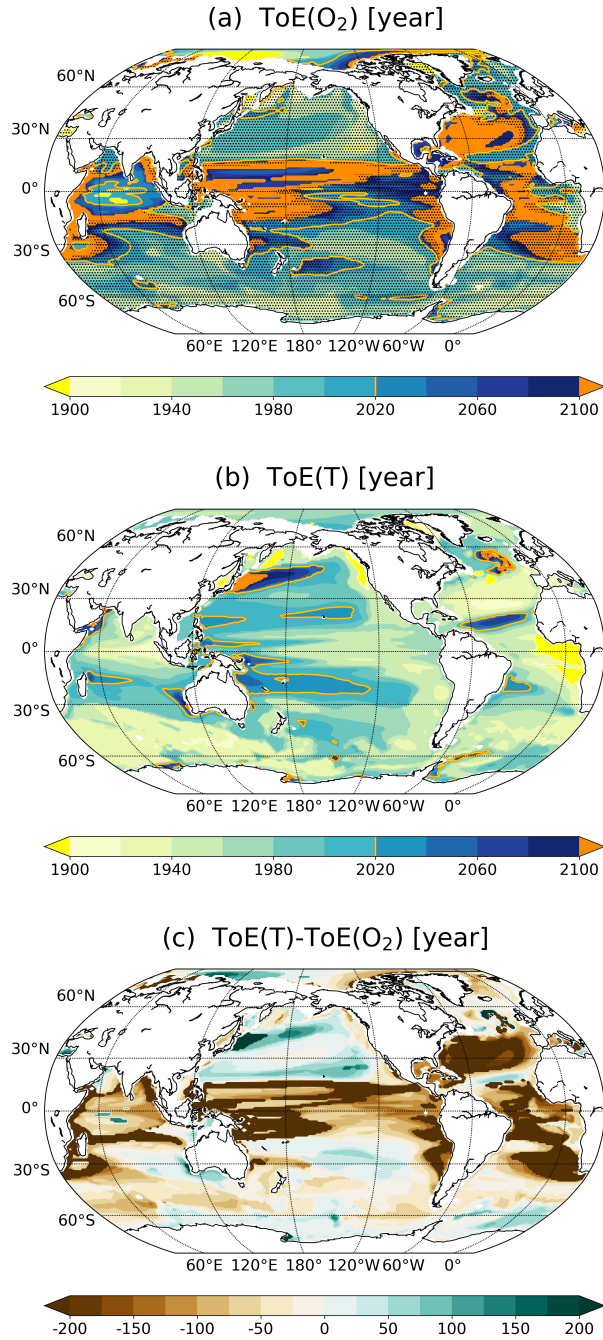 (a) ToE(O₂) [year]
60°N
30°N
0°
30°S
60°S
60°E 120°E 180° 120°W 60°W 0°
1900 1940 1980 2020 2060 2100
(b) ToE(T) [year]
60°N
30°N
0°
30°S
60°S
60°E 120°E 180° 120°W 60°W 0°
1900 1940 1980 2020 2060 2100
(c) ToE(T)-ToE(O₂) [year]
60°N
30°N
0°
30°S
60°S
60°E 120°E 180° 120°W 60°W 0°
-200 -150 -100 -50 0 50 100 150 200